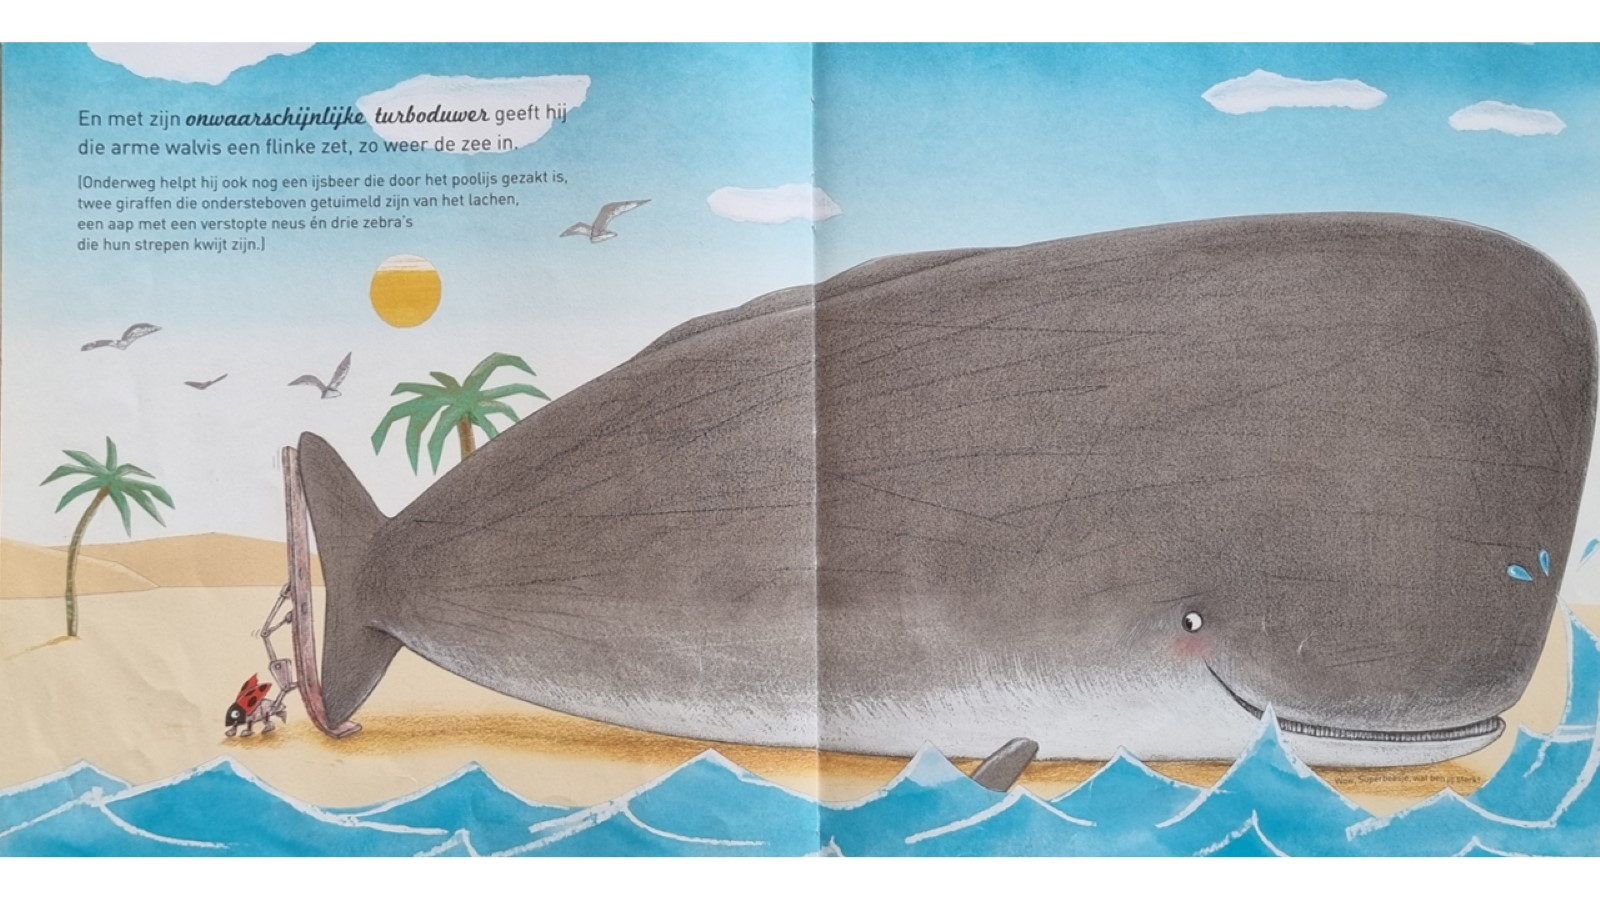 En met zijn onwaarschijnlijke turboduwer geeft hij
die arme walvis een flinke zet, zo weer de zee in.
(Onderweg helpt hij ook nog een ijsbeer die door het poolijs gezakt is,
twee giraffen die ondersteboven getuimeld zijn van het lachen,
een aap met een verstopte neus én drie zebra's
die hun strepen kwijt zijn.)
Wow, Superbeestje, wat ben jij sterk!